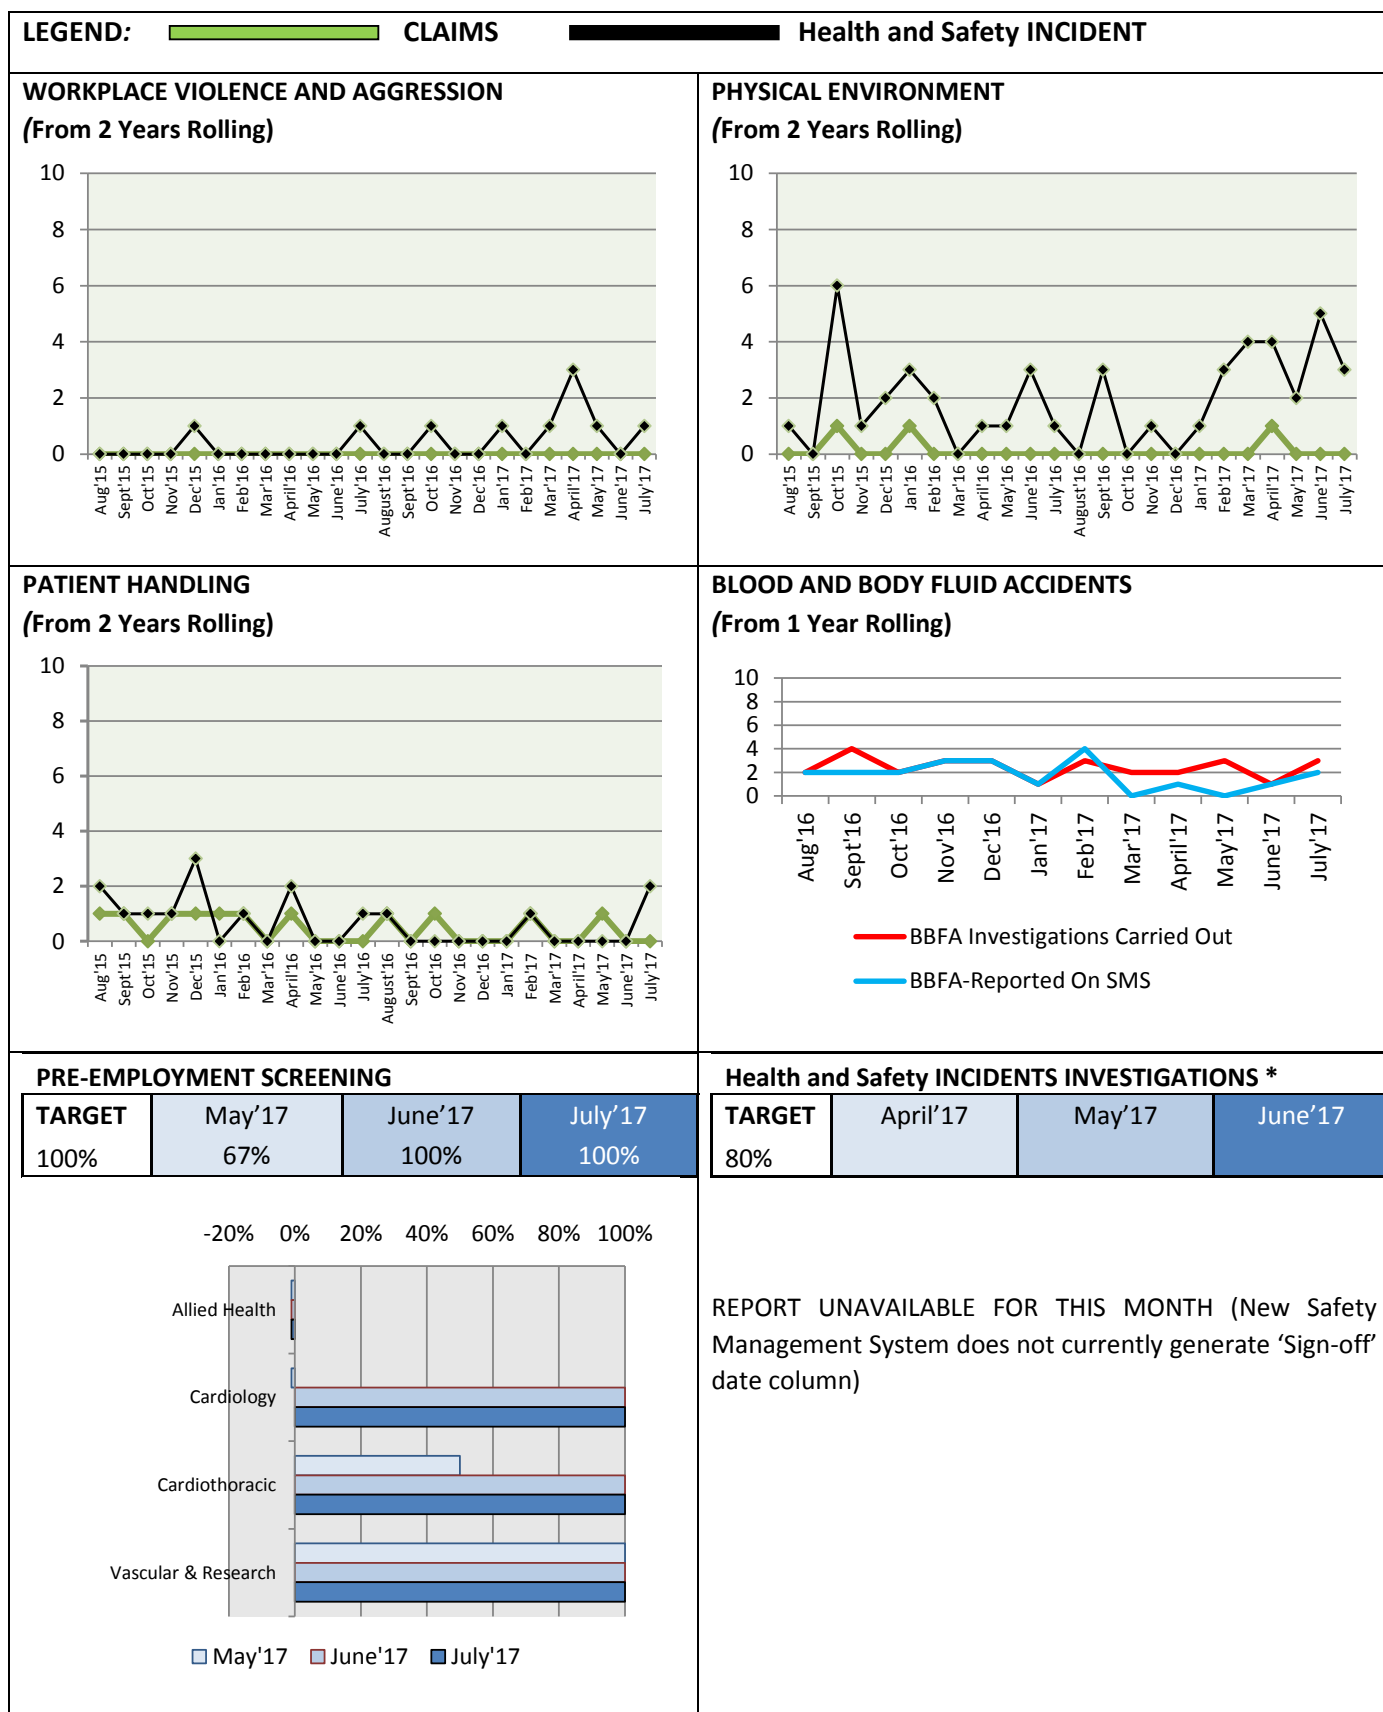 LEGEND: CLAIMS Health and Safety INCIDENT
WORKPLACE VIOLENCE AND AGGRESSION
(From 2 Years Rolling)
10
8
6
4
2
0
Aug'15 Sept'15 Oct'15 Nov'15 Dec'15 Jan'16 Feb'16 Mar'16 April'16 May'16 June'16 July'16 August'16 Sept'16 Oct'16 Nov'16 Dec'16 Jan'17 Feb'17 Mar'17 April'17 May'17 June'17 July'17
PHYSICAL ENVIRONMENT
(From 2 Years Rolling)
10
8
6
4
2
0
Aug'15 Sept'15 Oct'15 Nov'15 Dec'15 Jan'16 Feb'16 Mar'16 April'16 May'16 June'16 July'16 August'16 Sept'16 Oct'16 Nov'16 Dec'16 Jan'17 Feb'17 Mar'17 April'17 May'17 June'17 July'17
PATIENT HANDLING
(From 2 Years Rolling)
10
8
6
4
2
0
Aug'15 Sept'15 Oct'15 Nov'15 Dec'15 Jan'16 Feb'16 Mar'16 April'16 May'16 June'16 July'16 August'16 Sept'16 Oct'16 Nov'16 Dec'16 Jan'17 Feb'17 Mar'17 April'17 May'17 June'17 July'17
BLOOD AND BODY FLUID ACCIDENTS
(From 1 Year Rolling)
10
8
6
4
2
0
Aug'16 Sept'16 Oct'16 Nov'16 Dec'16 Jan'17 Feb'17 Mar'17 April'17 May'17 June'17 July'17
BBFA Investigations Carried Out
BBFA-Reported On SMS
PRE-EMPLOYMENT SCREENING
TARGET May’17 June’17 July’17
100% 67% 100% 100%
-20% 0% 20% 40% 60% 80% 100%
Allied Health
Cardiology
Cardiothoracic
Vascular & Research
May'17 June'17 July'17
Health and Safety INCIDENTS INVESTIGATIONS *
TARGET April’17 May’17 June’17
80%
REPORT UNAVAILABLE FOR THIS MONTH (New Safety
Management System does not currently generate ‘Sign-off’
date column)